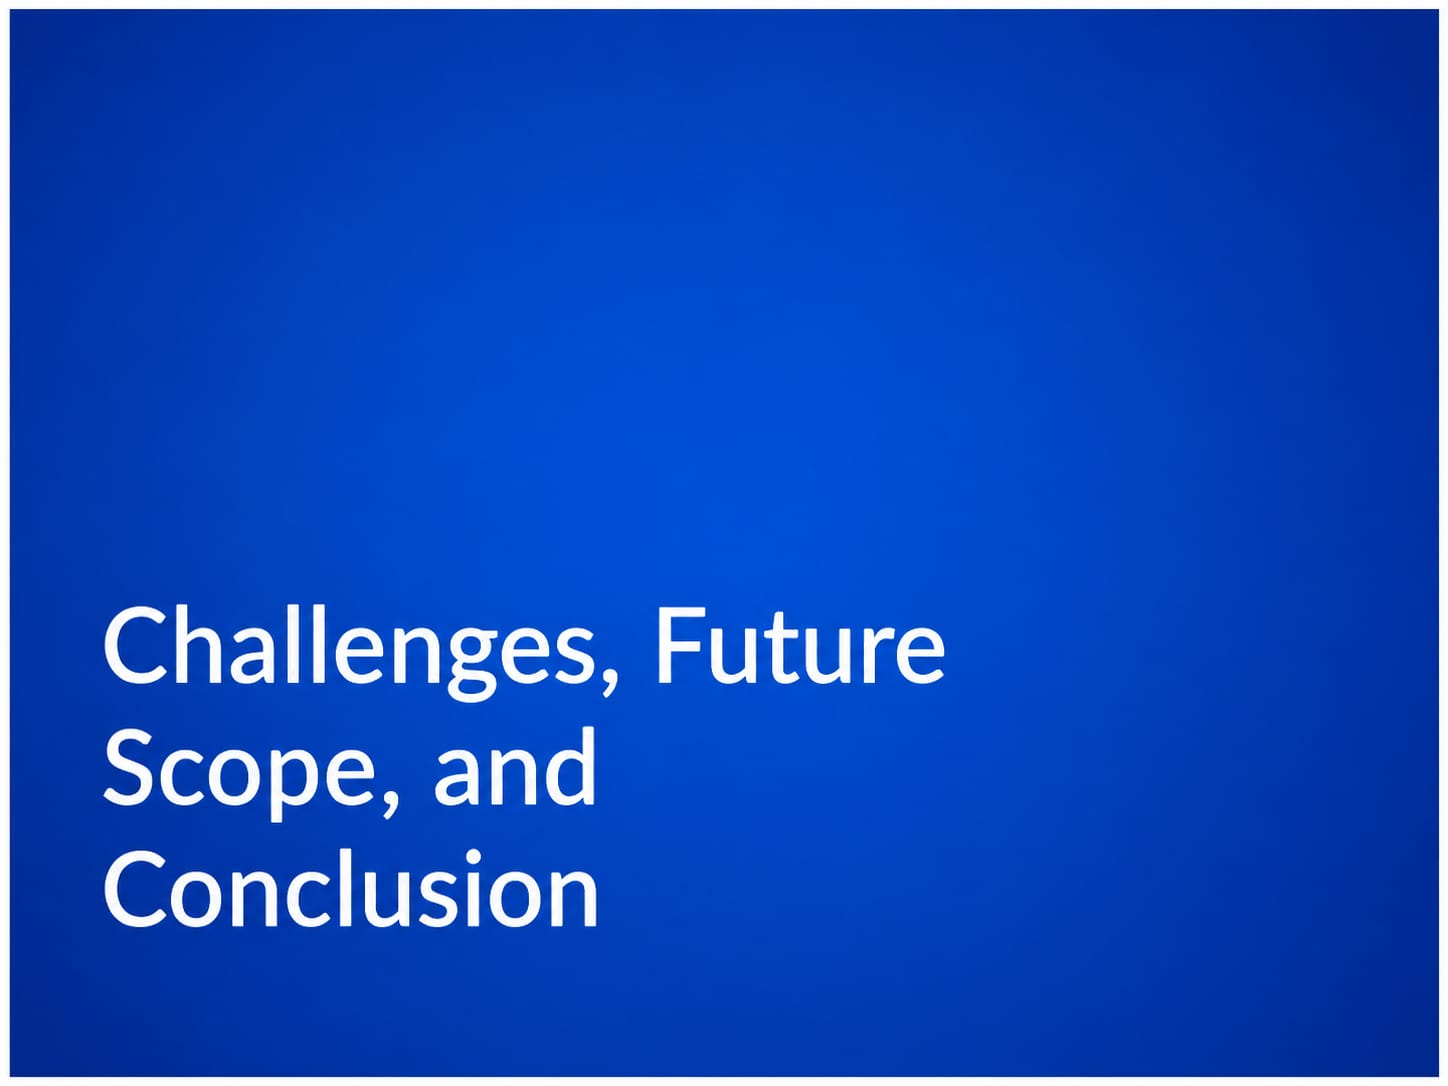 Challenges, Future
Scope, and
Conclusion